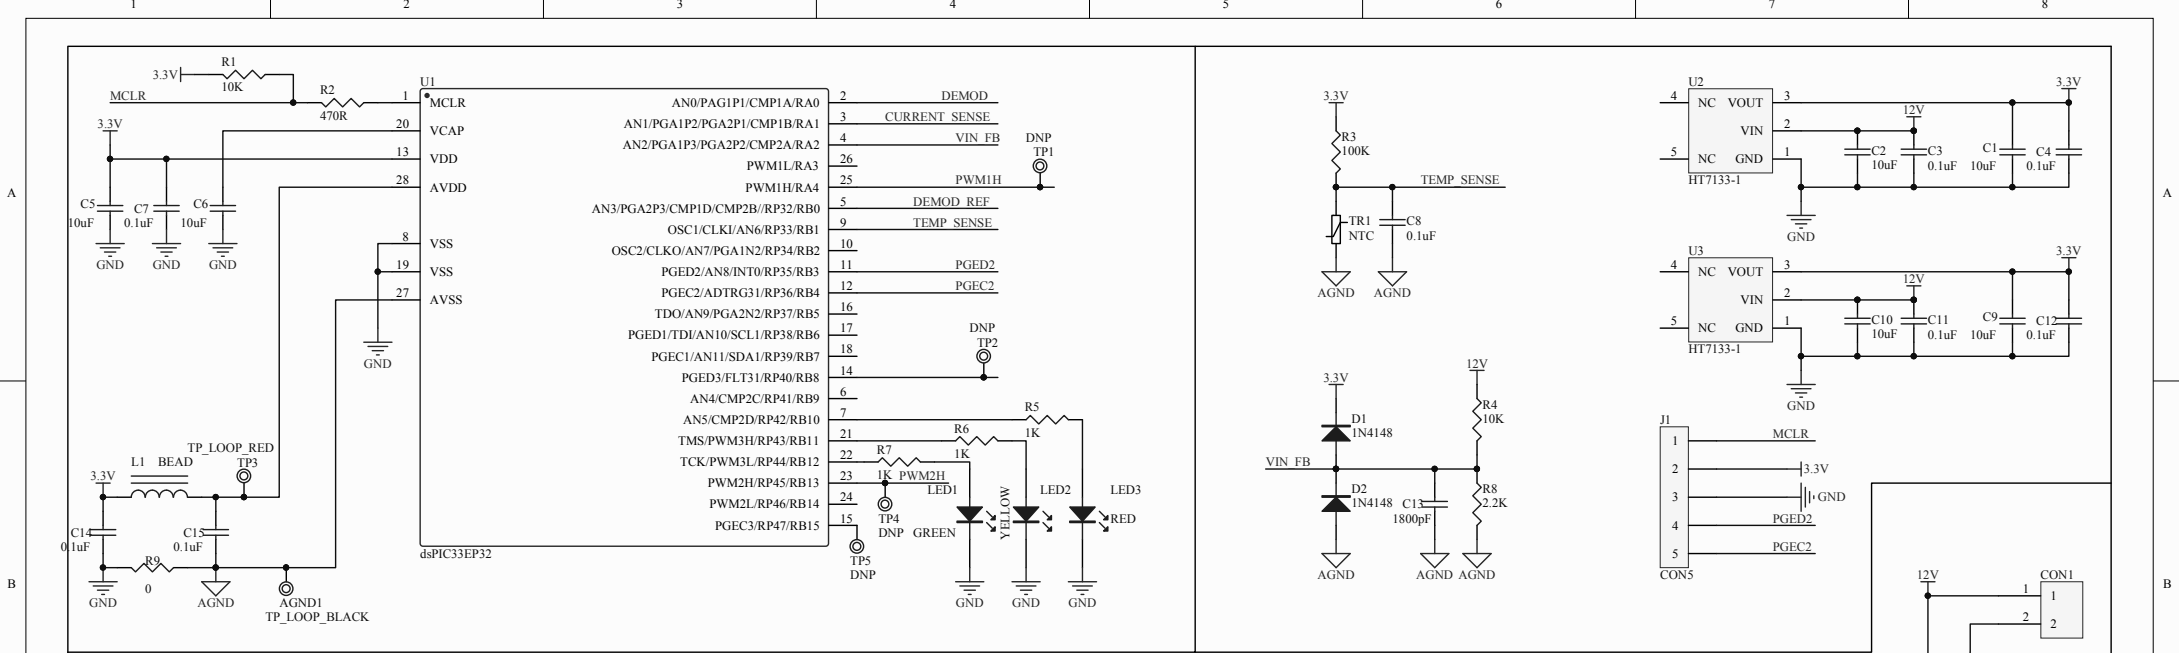 1 2 3 4 5 6 7 8
A A
B B
3.3V
R1
10K
MCLR
R2
470R
3.3V
C5
10uF
C7
0.1uF
C6
10uF
GND GND GND
U1
1 MCLR
20 VCAP
13 VDD
28 AVDD
8 VSS
19 VSS
27 AVSS
GND
dsPIC33EP32
AN0/PAG1P1/CMP1A/RA0 2 DEMOD
AN1/PGA1P2/PGA2P1/CMP1B/RA1 3 CURRENT_SENSE
AN2/PGA1P3/PGA2P2/CMP2A/RA2 4 VIN_FB
PWM1L/RA3 26
PWM1H/RA4 25 PWM1H
DNP
TP1
AN3/PGA2P3/CMP1D/CMP2B//RP32/RB0 5 DEMOD_REF
OSC1/CLKI/AN6/RP33/RB1 9 TEMP_SENSE
OSC2/CLKO/AN7/PGA1N2/RP34/RB2 10
PGED2/AN8/INT0/RP35/RB3 11 PGED2
PGEC2/ADTRG31/RP36/RB4 12 PGEC2
TDO/AN9/PGA2N2/RP37/RB5 16
PGED1/TDI/AN10/SCL1/RP38/RB6 17
PGEC1/AN11/SDA1/RP39/RB7 18
PGED3/FLT31/RP40/RB8 14
DNP
TP2
AN4/CMP2C/RP41/RB9 6
AN5/CMP2D/RP42/RB10 7
TMS/PWM3H/RP43/RB11 21
TCK/PWM3L/RP44/RB12 22
PWM2H/RP45/RB13 23 PWM2H
PWM2L/RP46/RB14 24
PGEC3/RP47/RB15 15
R5
1K
R6
1K
R7
1K
TP4
DNP
TP5
DNP
LED1
GREEN
LED2
YELLOW
LED3
RED
GND GND GND
3.3V
L1 BEAD
TP_LOOP_RED
TP3
C14
0.1uF
C15
0.1uF
R9
0
GND AGND
AGND1
TP_LOOP_BLACK
3.3V
R3
100K
TEMP_SENSE
TR1
NTC
C8
0.1uF
AGND AGND
3.3V
D1
1N4148
12V
R4
10K
VIN_FB
D2
1N4148
C13
1800pF
R8
2.2K
AGND AGND AGND
U2
4 NC VOUT 3
VIN 2
5 NC GND 1
HT7133-1
12V
3.3V
C2
10uF
C3
0.1uF
C1
10uF
C4
0.1uF
GND
U3
4 NC VOUT 3
VIN 2
5 NC GND 1
HT7133-1
12V
3.3V
C10
10uF
C11
0.1uF
C9
10uF
C12
0.1uF
GND
J1
1 MCLR
2 3.3V
3 GND
4 PGED2
5 PGEC2
CON5
12V
CON1
1 1
2 2